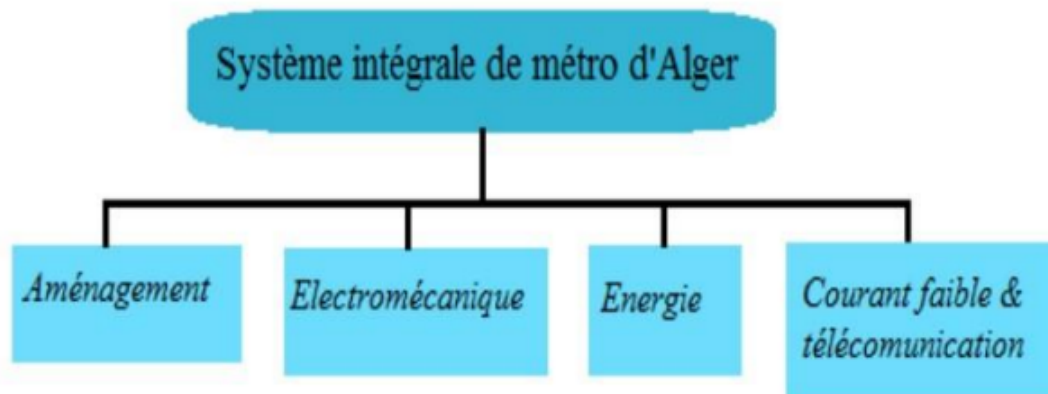 Système intégrale de métro d'Alger
Aménagement
Electromécanique
Energie
Courant faible &
télécomunication